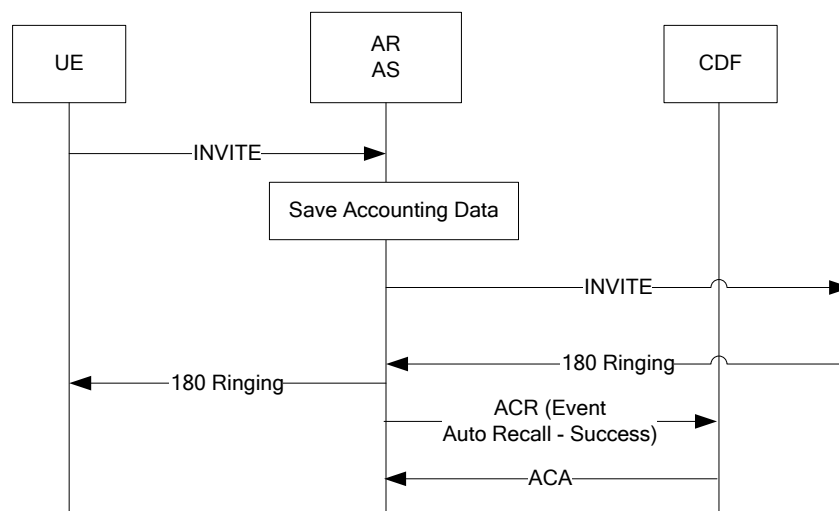 UE
AR
AS
CDF
INVITE
Save Accounting Data
INVITE
180 Ringing
180 Ringing
ACR (Event
Auto Recall - Success)
ACA